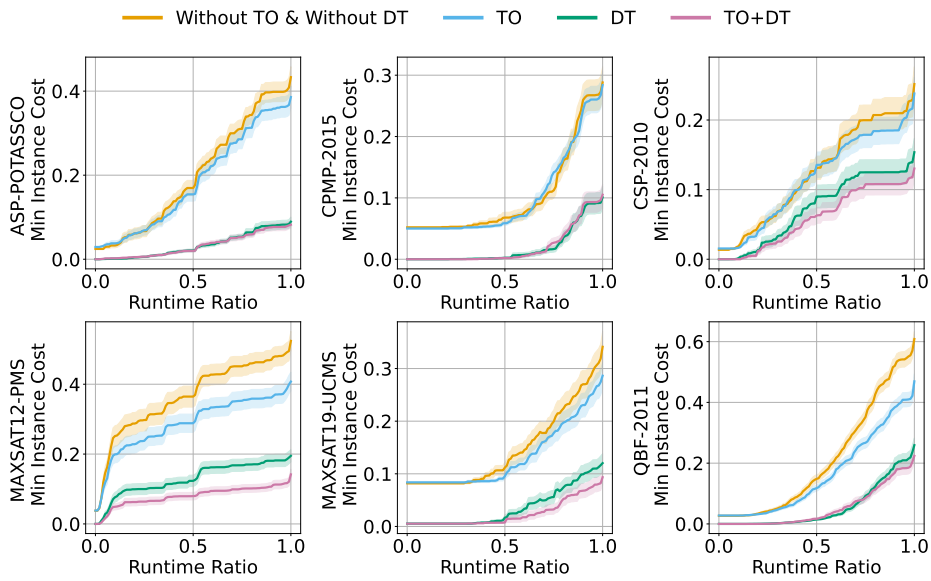 Without TO & Without DT TO DT TO+DT
ASP-POTASSCO
Min Instance Cost
0.4
0.2
0.0
0.0 0.5 1.0
Runtime Ratio
CPMP-2015
Min Instance Cost
0.3
0.2
0.1
0.0
0.0 0.5 1.0
Runtime Ratio
CSP-2010
Min Instance Cost
0.2
0.1
0.0
0.0 0.5 1.0
Runtime Ratio
MAXSAT12-PMS
Min Instance Cost
0.4
0.2
0.0
0.0 0.5 1.0
Runtime Ratio
MAXSAT19-UCMS
Min Instance Cost
0.3
0.2
0.1
0.0
0.0 0.5 1.0
Runtime Ratio
QBF-2011
Min Instance Cost
0.6
0.4
0.2
0.0
0.0 0.5 1.0
Runtime Ratio